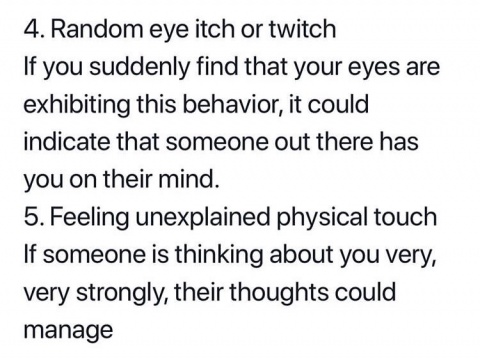 4. Random eye itch or twitch
If you suddenly find that your eyes are
exhibiting this behavior, it could
indicate that someone out there has
you on their mind.
5. Feeling unexplained physical touch
If someone is thinking about you very,
very strongly, their thoughts could
manage